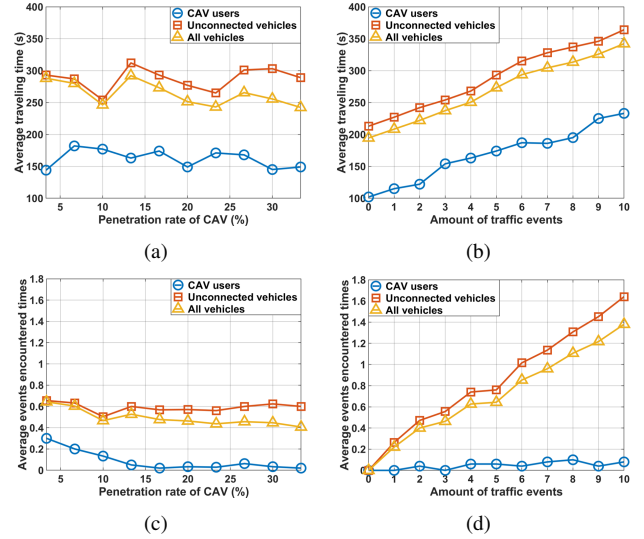 400
350
300
250
200
150
100
Average traveling time (s)
CAV users
Unconnected vehicles
All vehicles
5 10 15 20 25 30
Penetration rate of CAV (%)
(a)
400
350
300
250
200
150
100
Average traveling time (s)
CAV users
Unconnected vehicles
All vehicles
0 1 2 3 4 5 6 7 8 9 10
Amount of traffic events
(b)
1.8
1.6
1.4
1.2
1
0.8
0.6
0.4
0.2
0
Average events encountered times
CAV users
Unconnected vehicles
All vehicles
5 10 15 20 25 30
Penetration rate of CAV (%)
(c)
1.8
1.6
1.4
1.2
1
0.8
0.6
0.4
0.2
0
Average events encountered times
CAV users
Unconnected vehicles
All vehicles
0 1 2 3 4 5 6 7 8 9 10
Amount of traffic events
(d)